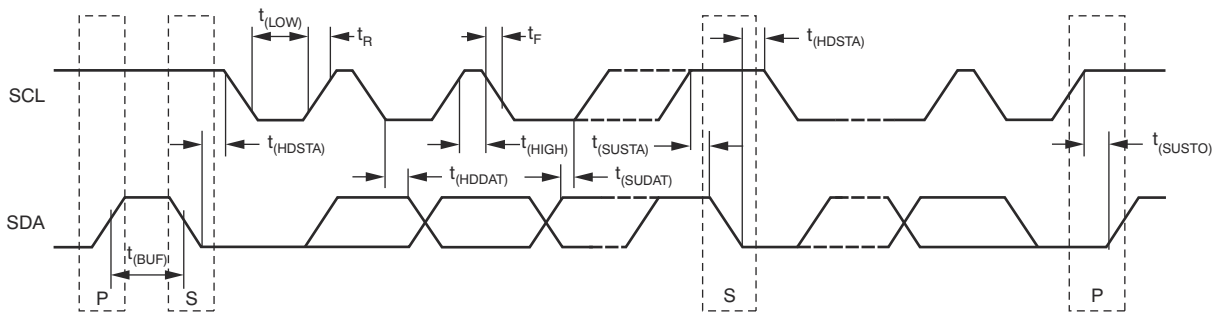 t(LOW)
tR
tF
t(HDSTA)
SCL
t(HDSTA)
t(HIGH)
t(SUSTA)
t(SUSTO)
t(HDDAT)
t(SUDAT)
SDA
t(BUF)
P
S
S
P